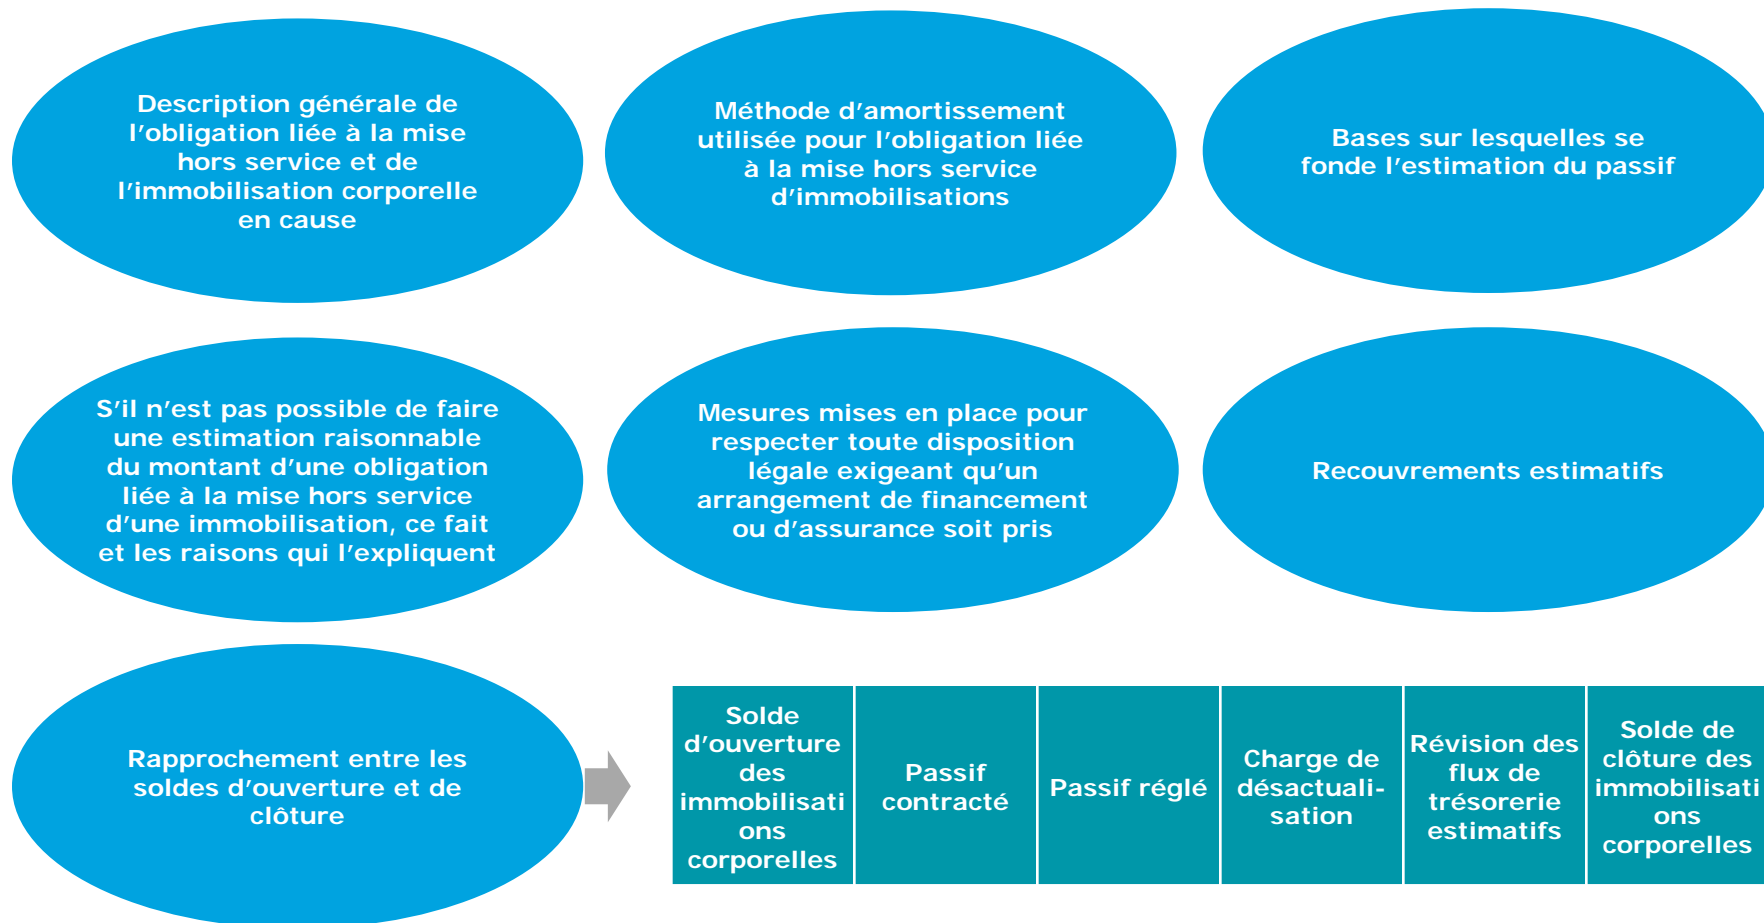 Description générale de
l'obligation liée à la mise
hors service et de
l'immobilisation corporelle
en cause
Méthode d'amortissement
utilisée pour l'obligation liée
à la mise hors service
d'immobilisations
Bases sur lesquelles se
fonde l'estimation du passif
S'il n'est pas possible de faire
une estimation raisonnable
du montant d'une obligation
liée à la mise hors service
d'une immobilisation, ce fait
et les raisons qui l'expliquent
Mesures mises en place pour
respecter toute disposition
légale exigeant qu'un
arrangement de financement
ou d'assurance soit pris
Recouvrements estimatifs
Rapprochement entre les
soldes d'ouverture et de
clôture
Solde
d'ouverture
des
immobilisati
ons
corporelles
Passif
contracté
Passif réglé
Charge de
désactuali-
sation
Révision des
flux de
trésorerie
estimatifs
Solde de
clôture des
immobilisati
ons
corporelles